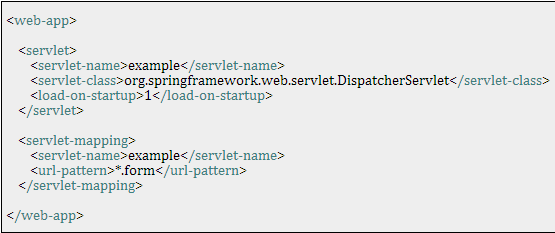 <web-app>
<servlet>
<servlet-name>example</servlet-name>
<servlet-class>org.springframework.web.servlet.DispatcherServlet</servlet-class>
<load-on-startup>1</load-on-startup>
</servlet>
<servlet-mapping>
<servlet-name>example</servlet-name>
<url-pattern>*.form</url-pattern>
</servlet-mapping>
</web-app>